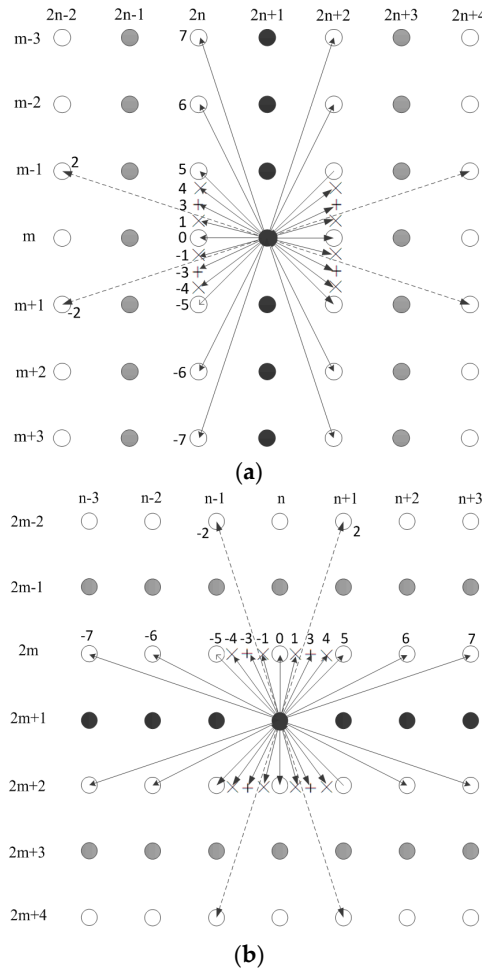 2n-2 2n-1 2n 2n+1 2n+2 2n+3 2n+4
m-3 7
m-2 6
m-1 2 5
4
3
1
m 0
-1
-3
-4
m+1 -2 -5
m+2 -6
m+3 -7
(a)
n-3 n-2 n-1 n n+1 n+2 n+3
2m-2 -2 2
2m-1
2m -7 -6 -5 -4 -3 -1 0 1 3 4 5 6 7
2m+1
2m+2
2m+3
2m+4
(b)